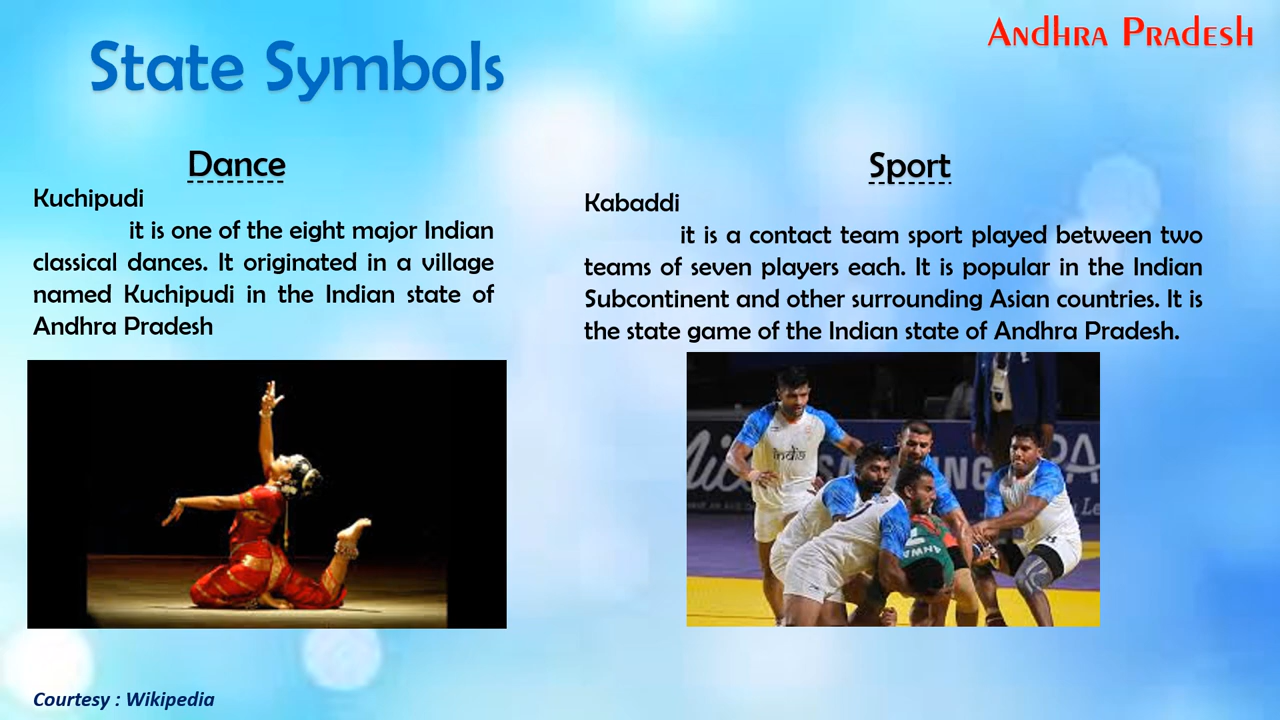 Andhra Pradesh
State Symbols
Dance
Kuchipudi
it is one of the eight major Indian
classical dances. It originated in a village
named Kuchipudi in the Indian state of
Andhra Pradesh
Sport
Kabaddi
it is a contact team sport played between two
teams of seven players each. It is popular in the Indian
Subcontinent and other surrounding Asian countries. It is
the state game of the Indian state of Andhra Pradesh.
india
Courtesy : Wikipedia